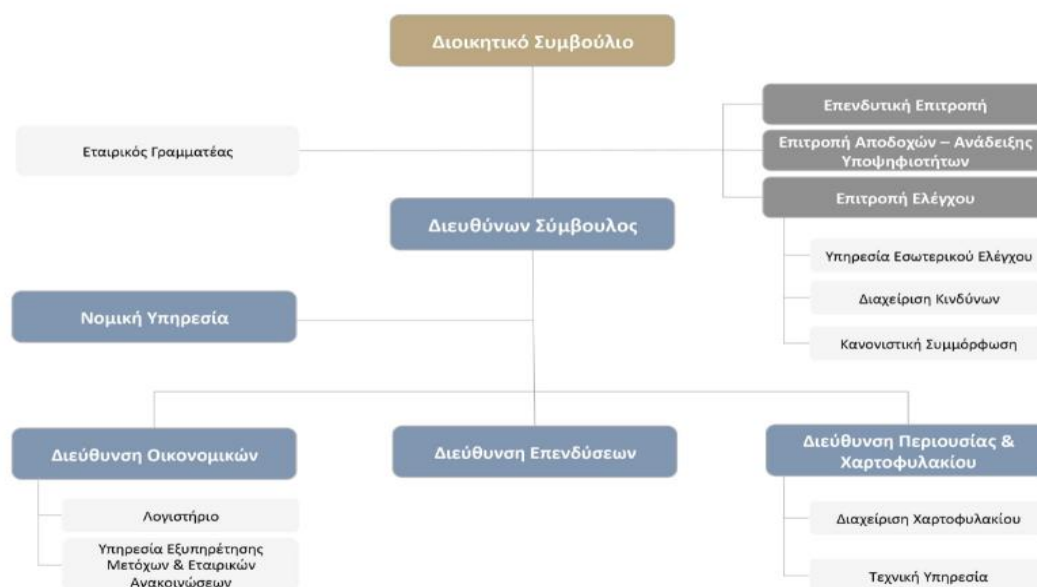 Διοικητικό Συμβούλιο
Επενδυτική Επιτροπή
Εταιρικός Γραμματέας
Επιτροπή Αποδοχών – Ανάδειξης
Υποψηφιοτήτων
Επιτροπή Ελέγχου
Διευθύνων Σύμβουλος
Υπηρεσία Εσωτερικού Ελέγχου
Διαχείριση Κινδύνων
Νομική Υπηρεσία
Κανονιστική Συμμόρφωση
Διεύθυνση Οικονομικών
Διεύθυνση Επενδύσεων
Διεύθυνση Περιουσίας &
Χαρτοφυλακίου
Λογιστήριο
Υπηρεσία Εξυπηρέτησης
Μετόχων & Εταιρικών
Ανακοινώσεων
Διαχείριση Χαρτοφυλακίου
Τεχνική Υπηρεσία